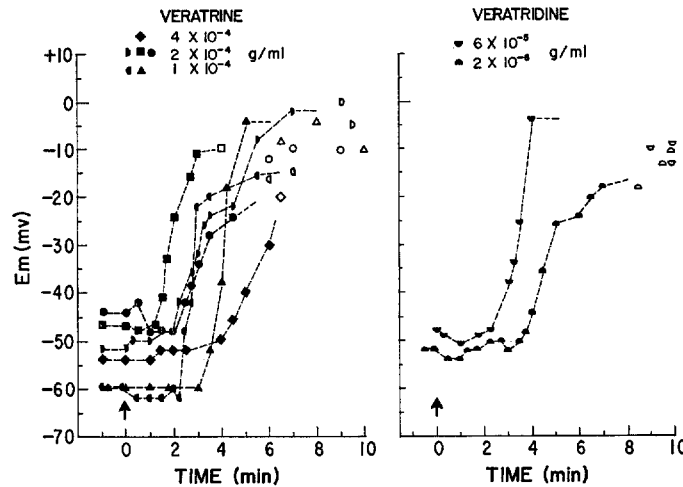 VERATRINE
4 X 10⁻⁴
2 X 10⁻⁴ g/ml
1 X 10⁻⁴
VERATRIDINE
6 X 10⁻⁵ g/ml
+10
0
-10
-20
-30
-40
-50
-60
-70
Em (mv)
0 2 4 6 8 10
TIME (min)
0 2 4 6 8 10
TIME (min)